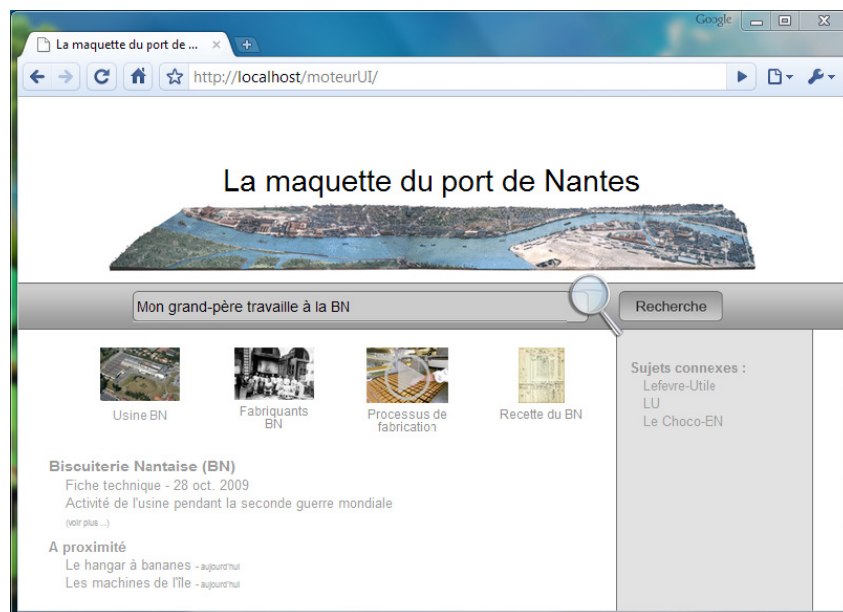 Google
La maquette du port de ...
http://localhost/moteurUI/
La maquette du port de Nantes
Mon grand-père travaille à la BN
Recherche
Usine BN
Fabriquants
BN
Processus de
fabrication
Recette du BN
Biscuiterie Nantaise (BN)
Fiche technique - 28 oct. 2009
Activité de l'usine pendant la seconde guerre mondiale
(voir plus ...)
A proximité
Le hangar à bananes - aujourd'hui
Les machines de l'île - aujourd'hui
Sujets connexes :
Lefevre-Utile
LU
Le Choco-EN